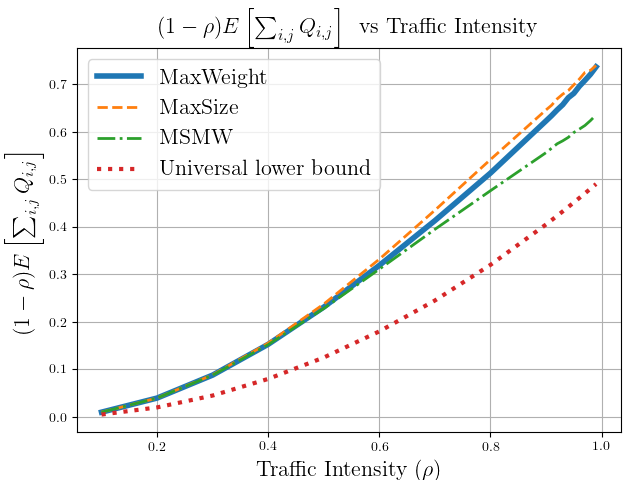 (1 − ρ)E [∑_{i,j} Q_{i,j}] vs Traffic Intensity
MaxWeight
MaxSize
MSMW
Universal lower bound
(1 − ρ)E [∑_{i,j} Q_{i,j}]
0.7
0.6
0.5
0.4
0.3
0.2
0.1
0.0
0.2 0.4 0.6 0.8 1.0
Traffic Intensity (ρ)